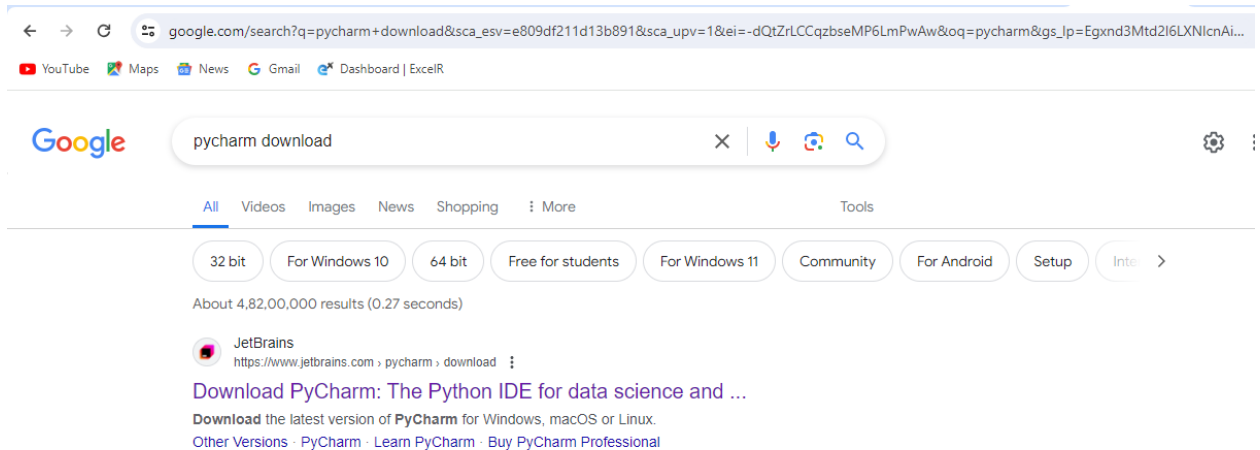 google.com/search?q=pycharm+download&sca_esv=e809df211d13b891&sca_upv=1&ei=-dQtZrLCCqzbseMP6LmPwAw&oq=pycharm&gs_lp=Egxnd3Mtd2l6LXNlcnAi...
YouTube Maps News Gmail Dashboard | ExcelR
Google pycharm download
All Videos Images News Shopping More Tools
32 bit For Windows 10 64 bit Free for students For Windows 11 Community For Android Setup Inte
About 4,82,00,000 results (0.27 seconds)
JetBrains
https://www.jetbrains.com › pycharm › download
Download PyCharm: The Python IDE for data science and ...
Download the latest version of PyCharm for Windows, macOS or Linux.
Other Versions · PyCharm · Learn PyCharm · Buy PyCharm Professional